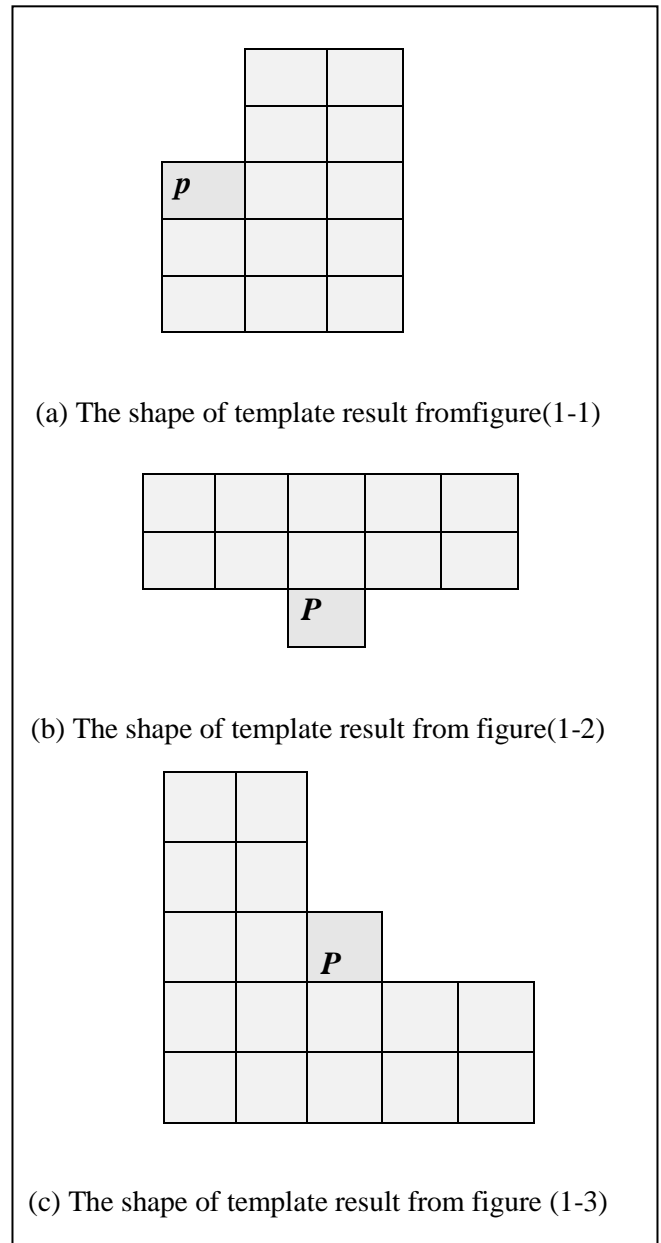 p
(a) The shape of template result fromfigure(1-1)
P
(b) The shape of template result from figure(1-2)
P
(c) The shape of template result from figure (1-3)